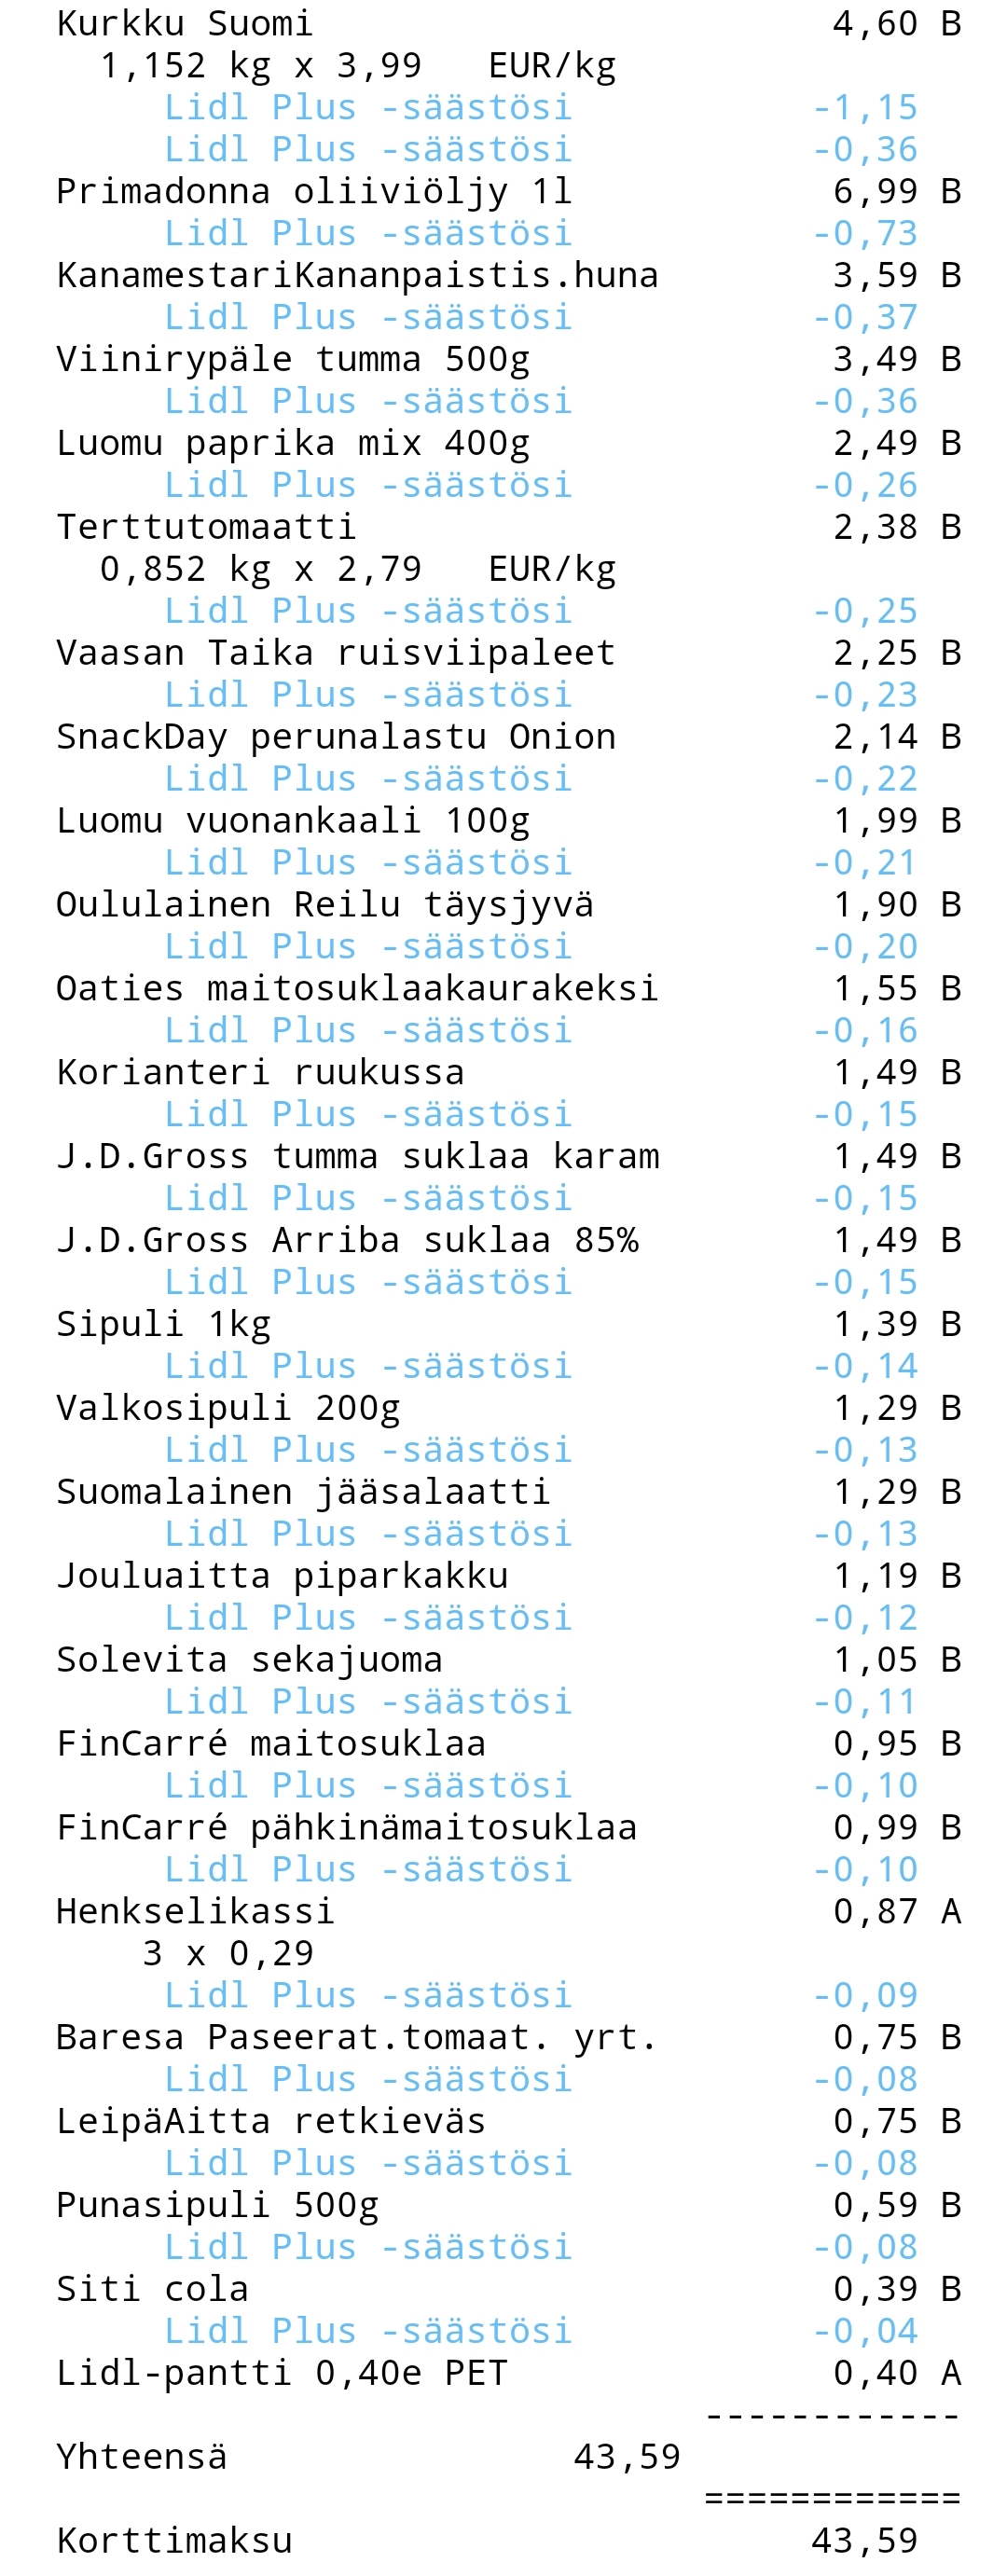 Kurkku Suomi 4,60 B
1,152 kg x 3,99 EUR/kg
Lidl Plus -säästösi -1,15
Lidl Plus -säästösi -0,36
Primadonna oliiviöljy 1l 6,99 B
Lidl Plus -säästösi -0,73
KanamestariKananpaistis.huna 3,59 B
Lidl Plus -säästösi -0,37
Viinirypäle tumma 500g 3,49 B
Lidl Plus -säästösi -0,36
Luomu paprika mix 400g 2,49 B
Lidl Plus -säästösi -0,26
Terttutomaatti 2,38 B
0,852 kg x 2,79 EUR/kg
Lidl Plus -säästösi -0,25
Vaasan Taika ruisviipaleet 2,25 B
Lidl Plus -säästösi -0,23
SnackDay perunalastu Onion 2,14 B
Lidl Plus -säästösi -0,22
Luomu vuonankaali 100g 1,99 B
Lidl Plus -säästösi -0,21
Oululainen Reilu täysjyvä 1,90 B
Lidl Plus -säästösi -0,20
Oaties maitosuklaakaurakeksi 1,55 B
Lidl Plus -säästösi -0,16
Korianteri ruukussa 1,49 B
Lidl Plus -säästösi -0,15
J.D.Gross tumma suklaa karam 1,49 B
Lidl Plus -säästösi -0,15
J.D.Gross Arriba suklaa 85% 1,49 B
Lidl Plus -säästösi -0,15
Sipuli 1kg 1,39 B
Lidl Plus -säästösi -0,14
Valkosipuli 200g 1,29 B
Lidl Plus -säästösi -0,13
Suomalainen jääsalaatti 1,29 B
Lidl Plus -säästösi -0,13
Jouluaitta piparkakku 1,19 B
Lidl Plus -säästösi -0,12
Solevita sekajuoma 1,05 B
Lidl Plus -säästösi -0,11
FinCarré maitosuklaa 0,95 B
Lidl Plus -säästösi -0,10
FinCarré pähkinämaitosuklaa 0,99 B
Lidl Plus -säästösi -0,10
Henkselikassi 0,87 A
3 x 0,29
Lidl Plus -säästösi -0,09
Baresa Paseerat.tomaat. yrt. 0,75 B
Lidl Plus -säästösi -0,08
LeipäAitta retkieväs 0,75 B
Lidl Plus -säästösi -0,08
Punasipuli 500g 0,59 B
Lidl Plus -säästösi -0,08
Siti cola 0,39 B
Lidl Plus -säästösi -0,04
Lidl-pantti 0,40e PET 0,40 A
------------
Yhteensä 43,59
============
Korttimaksu 43,59